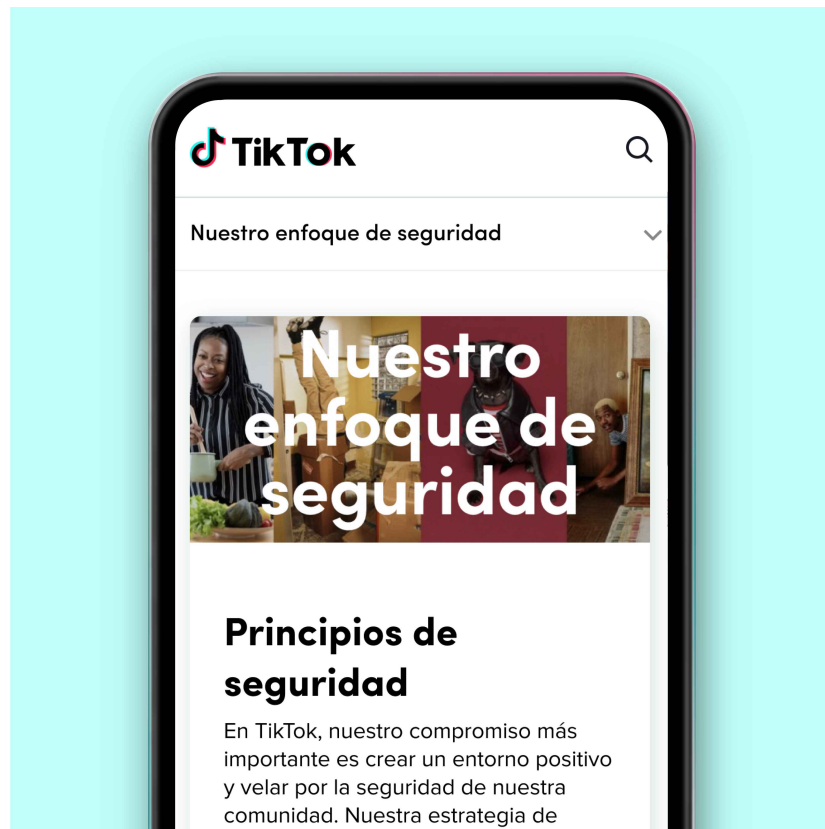 TikTok
Nuestro enfoque de seguridad
Nuestro
enfoque de
seguridad
Principios de
seguridad
En TikTok, nuestro compromiso más
importante es crear un entorno positivo
y velar por la seguridad de nuestra
comunidad. Nuestra estrategia de